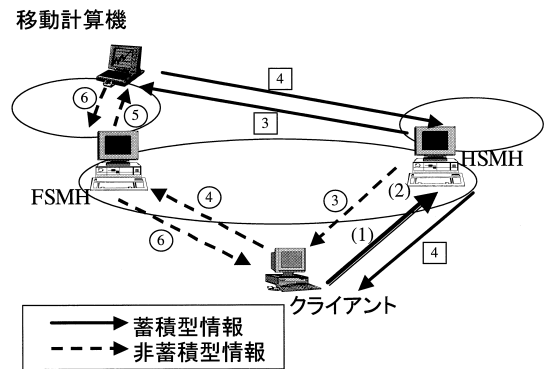 移動計算機
4
3
⑥
⑤
HSMH
FSMH
④
③
(2)
(1)
⑥
4
クライアント
蓄積型情報
非蓄積型情報